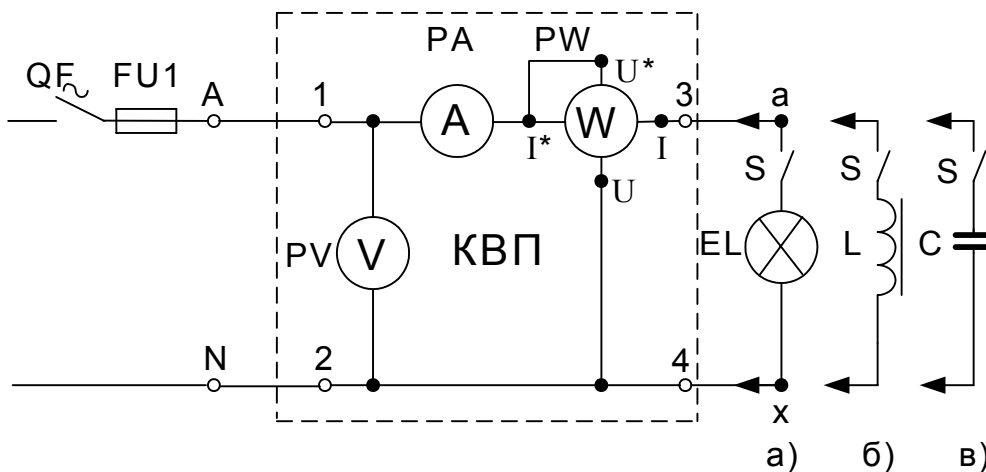 PA PW
QF FU1 A 1 U* 3 a
A I* W I
S S S
U
PV V КВП EL L C
N 2 4
x
а) б) в)